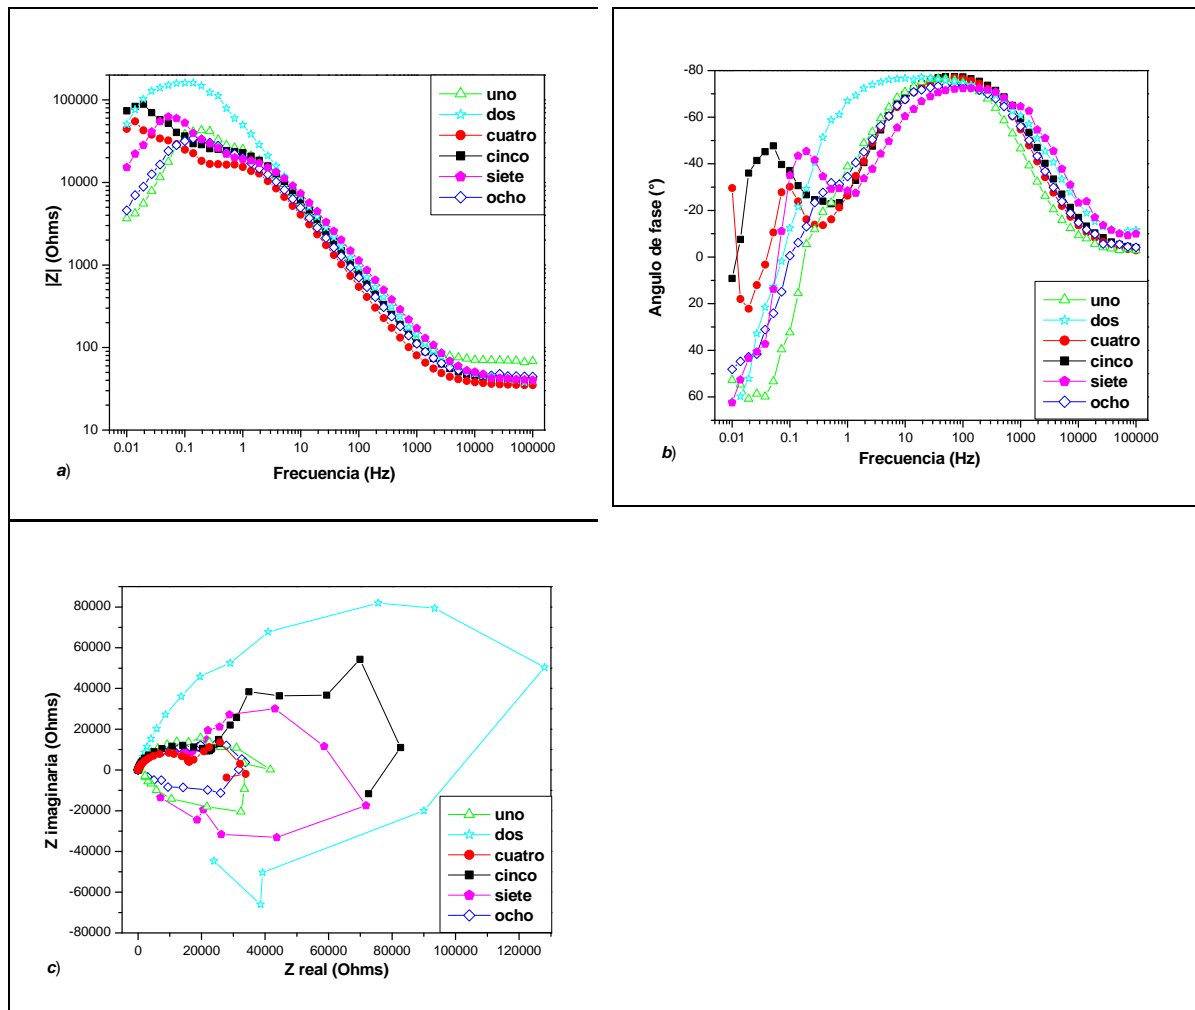 100000
10000
1000
100
10
|Z| (Ohms)
uno
dos
cuatro
cinco
siete
ocho
0.01 0.1 1 10 100 1000 10000 100000
Frecuencia (Hz)
a)
-80
-60
-40
-20
0
20
40
60
Angulo de fase (°)
uno
dos
cuatro
cinco
siete
ocho
0.01 0.1 1 10 100 1000 10000 100000
Frecuencia (Hz)
b)
80000
60000
40000
20000
0
-20000
-40000
-60000
-80000
Z imaginaria (Ohms)
uno
dos
cuatro
cinco
siete
ocho
0 20000 40000 60000 80000 100000 120000
Z real (Ohms)
c)